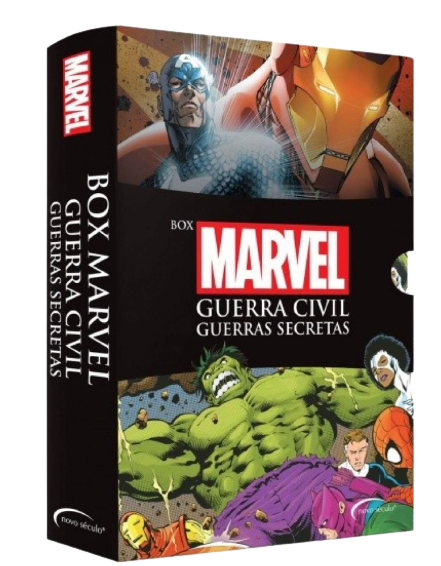 MARVEL
BOX MARVEL
GUERRA CIVIL
GUERRAS SECRETAS
novo século®
BOX
MARVEL
GUERRA CIVIL
GUERRAS SECRETAS
novo século®